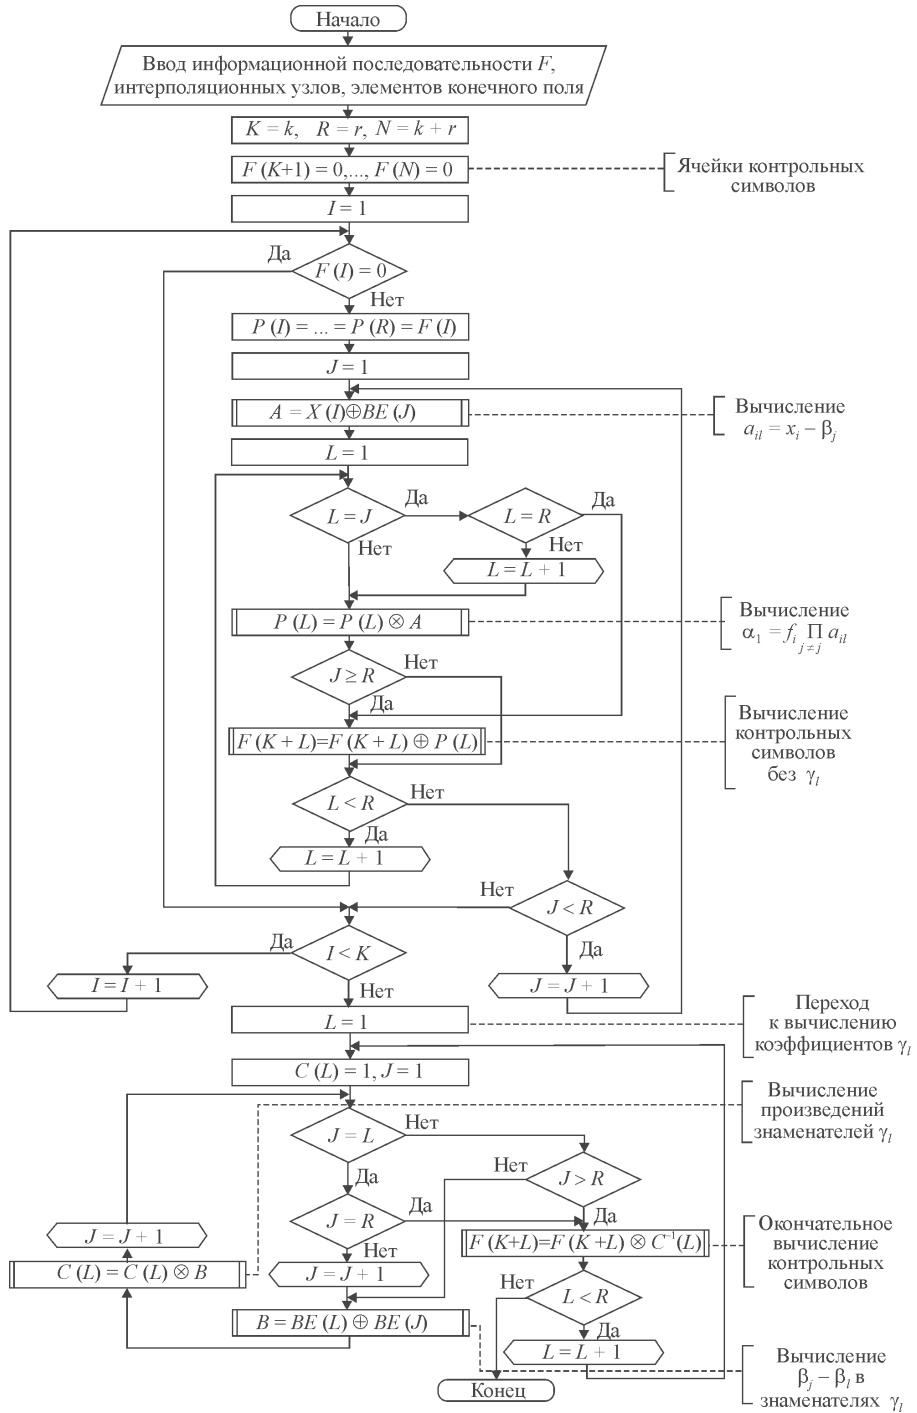 Начало
Ввод информационной последовательности F,
интерполяционных узлов, элементов конечного поля
K = k, R = r, N = k + r
F (K+1) = 0,..., F (N) = 0
Ячейки контрольных
символов
I = 1
Да
F (I) = 0
Нет
P (I) = ... = P (R) = F (I)
J = 1
A = X (I)⊕BE (J)
Вычисление
a_il = x_i – β_j
L = 1
L = J
Да
L = R
Да
Нет
Нет
L = L + 1
P (L) = P (L) ⊗ A
Вычисление
α_1 = f_i ∏ a_il
j≠j
J ≥ R
Нет
Да
F (K + L)=F (K + L) ⊕ P (L)
Вычисление
контрольных
символов
без γ_l
L < R
Нет
Да
L = L + 1
Нет
J < R
Да
I < K
Да
I = I + 1
Нет
J = J + 1
L = 1
Переход
к вычислению
коэффициентов γ_l
C (L) = 1, J = 1
Вычисление
произведений
знаменателей γ_l
J = L
Нет
Да
Нет
J > R
Да
J = R
Да
Нет
J = J + 1
F (K+L)=F (K +L) ⊗ C⁻¹(L)
Окончательное
вычисление
контрольных
символов
C (L) = C (L) ⊗ B
J = J + 1
Нет
L < R
Да
B = BE (L) ⊕ BE (J)
L = L + 1
Вычисление
β_j – β_l в
знаменателях γ_l
Конец